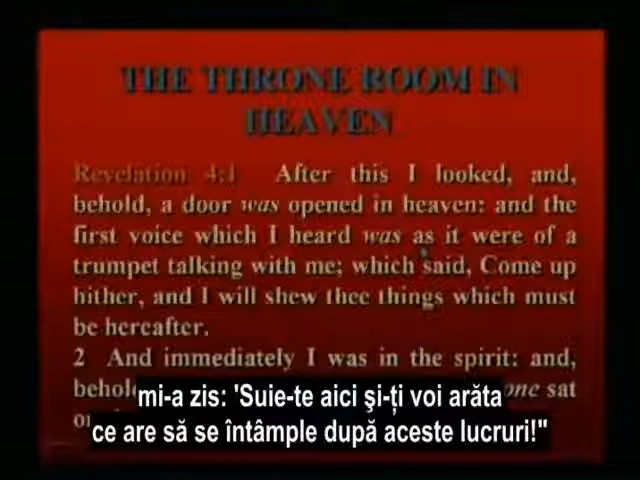 THE THRONE ROOM IN
HEAVEN
Revelation 4:1 After this I looked, and,
behold, a door was opened in heaven: and the
first voice which I heard was as it were of a
trumpet talking with me; which said, Come up
hither, and I will shew thee things which must
be hereafter.
2 And immediately I was in the spirit: and,
one sat
mi-a zis: 'Suie-te aici şi-ţi voi arăta
ce are să se întâmple după aceste lucruri!"